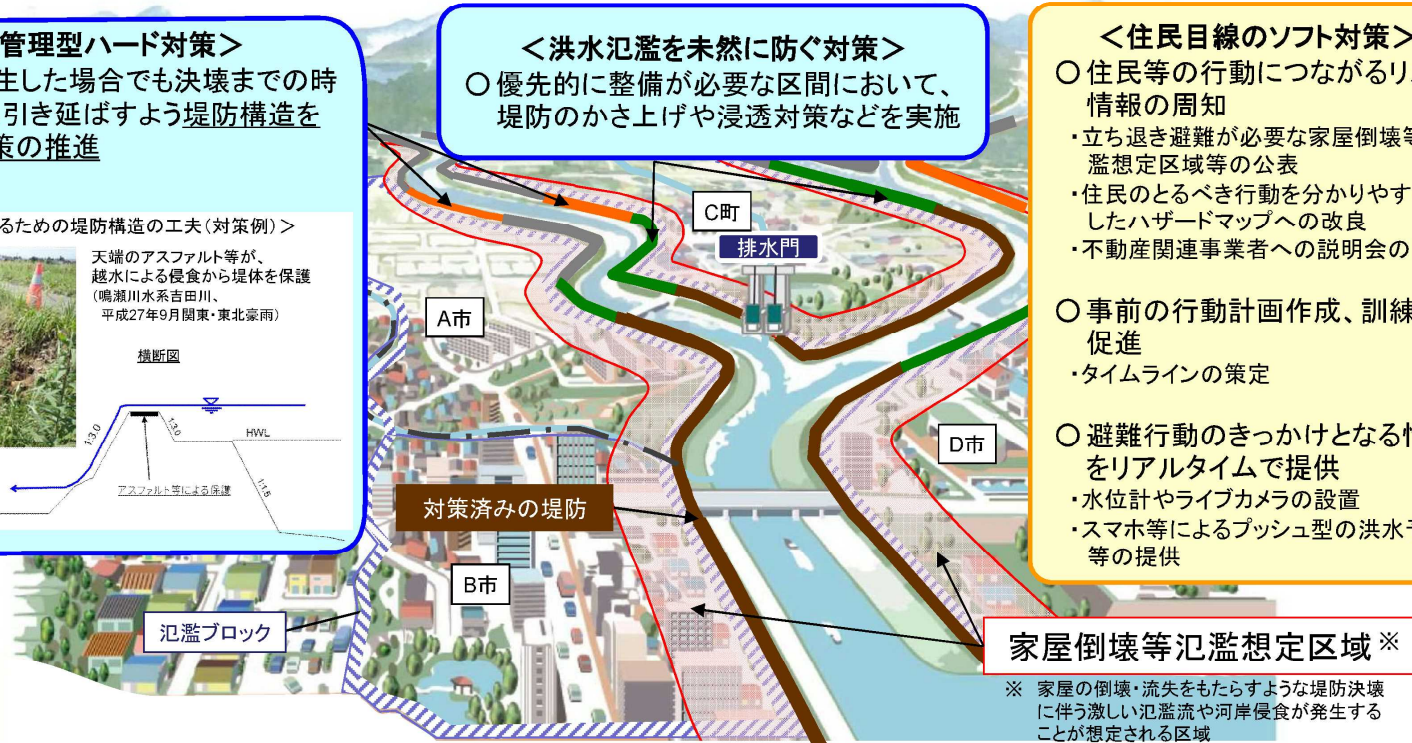 管理型ハード対策＞
生した場合でも決壊までの時
引き延ばすよう堤防構造を
策の推進
るための堤防構造の工夫(対策例)＞
天端のアスファルト等が、
越水による侵食から堤体を保護
(鳴瀬川水系吉田川、
平成27年9月関東・東北豪雨)
横断図
1:3.0
1:3.0
HWL
1:1.5
アスファルト等による保護
＜洪水氾濫を未然に防ぐ対策＞
○優先的に整備が必要な区間において、
堤防のかさ上げや浸透対策などを実施
＜住民目線のソフト対策＞
○住民等の行動につながるリ
情報の周知
・立ち退き避難が必要な家屋倒壊等
濫想定区域等の公表
・住民のとるべき行動を分かりやす
したハザードマップへの改良
・不動産関連事業者への説明会の
○事前の行動計画作成、訓練
促進
・タイムラインの策定
○避難行動のきっかけとなる
をリアルタイムで提供
・水位計やライブカメラの設置
・スマホ等によるプッシュ型の洪水
等の提供
C町
排水門
A市
D市
対策済みの堤防
B市
氾濫ブロック
家屋倒壊等氾濫想定区域※
※ 家屋の倒壊・流失をもたらすような堤防決壊
に伴う激しい氾濫流や河岸侵食が発生する
ことが想定される区域